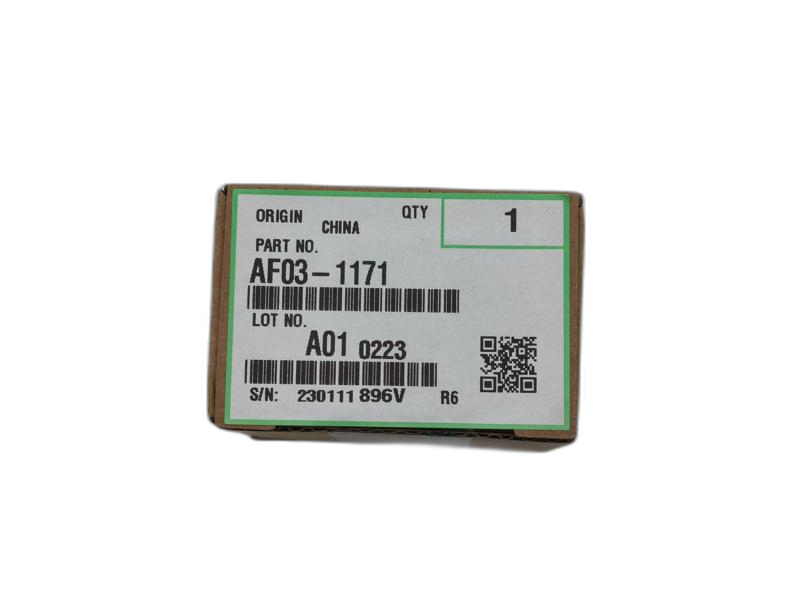 ORIGIN CHINA QTY 1
PART NO.
AF03-1171
LOT NO.
A01 0223
S/N: 230111 896V R6